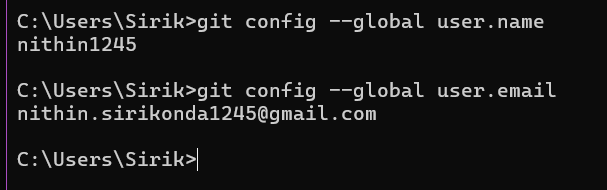 C:\Users\Sirik>git config --global user.name
nithin1245
C:\Users\Sirik>git config --global user.email
nithin.sirikonda1245@gmail.com
C:\Users\Sirik>